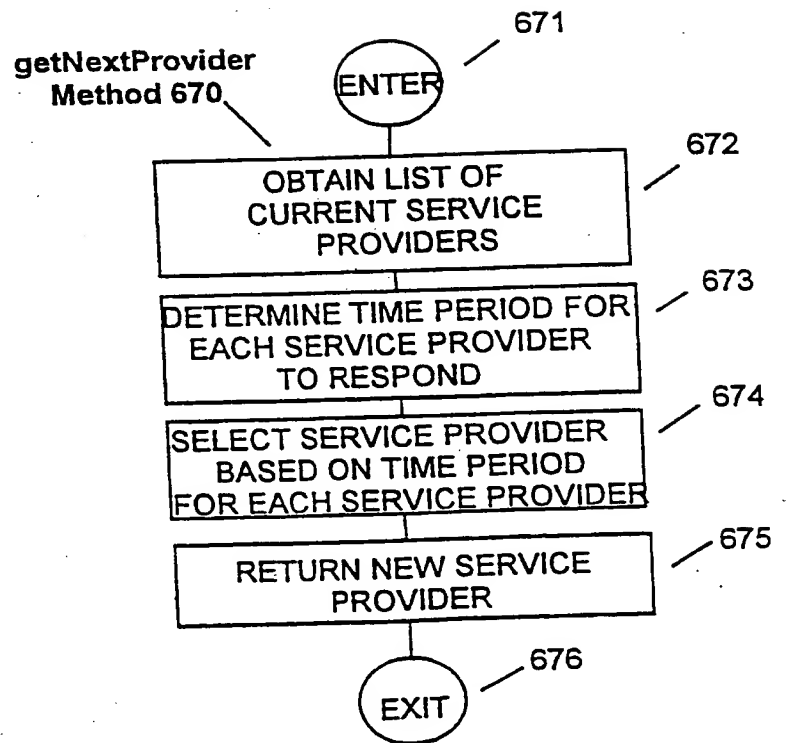 671
getNextProvider
Method 670
ENTER
672
OBTAIN LIST OF
CURRENT SERVICE
PROVIDERS
673
DETERMINE TIME PERIOD FOR
EACH SERVICE PROVIDER
TO RESPOND
674
SELECT SERVICE PROVIDER
BASED ON TIME PERIOD
FOR EACH SERVICE PROVIDER
675
RETURN NEW SERVICE
PROVIDER
676
EXIT